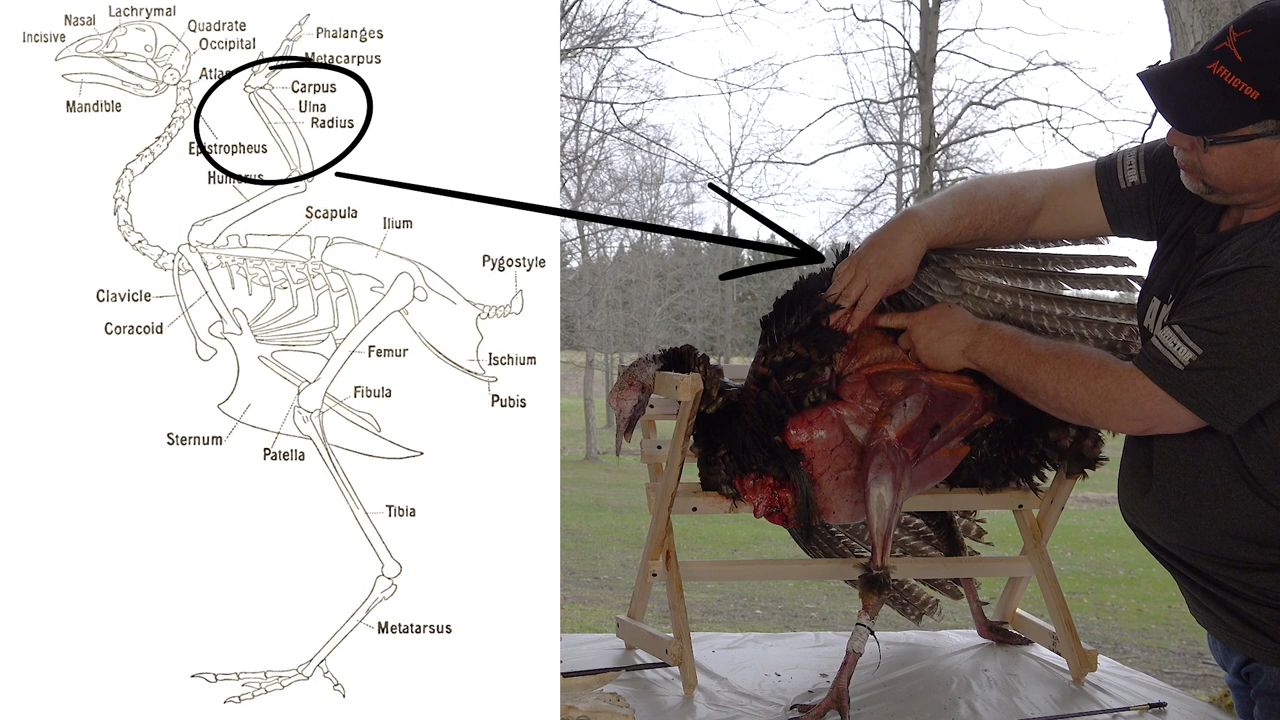 Lachrymal
Nasal
Incisive
Quadrate
Occipital
Atlas
Mandible
Phalanges
Metacarpus
Carpus
Ulna
Radius
Epistropheus
Humerus
Scapula
Ilium
Pygostyle
Clavicle
Coracoid
Femur
Ischium
Fibula
Pubis
Sternum
Patella
Tibia
Metatarsus
AFFLICTOR